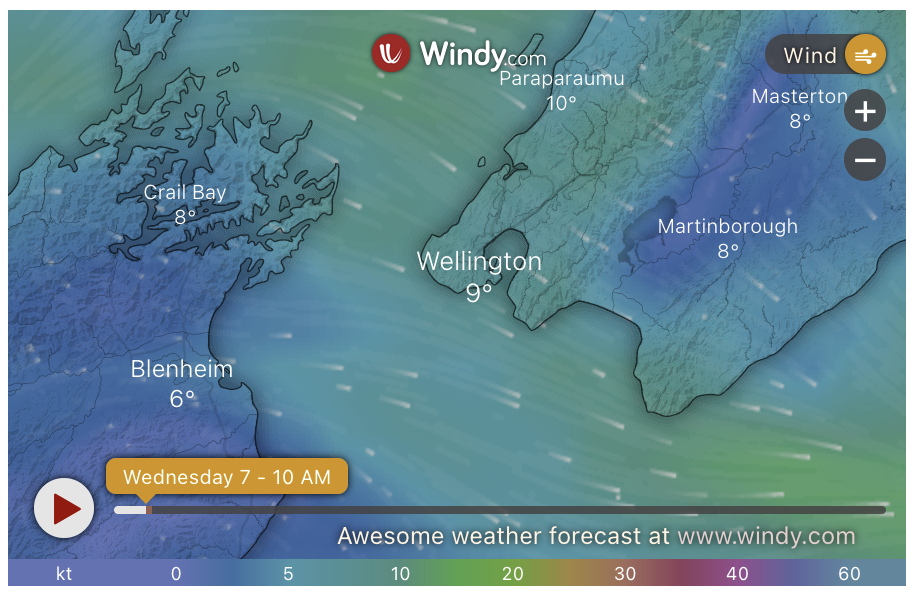 Windy.com
Wind
Paraparaumu
10°
Masterton
8°
+
−
Crail Bay
8°
Martinborough
8°
Wellington
9°
Blenheim
6°
Wednesday 7 - 10 AM
Awesome weather forecast at www.windy.com
kt 0 5 10 20 30 40 60